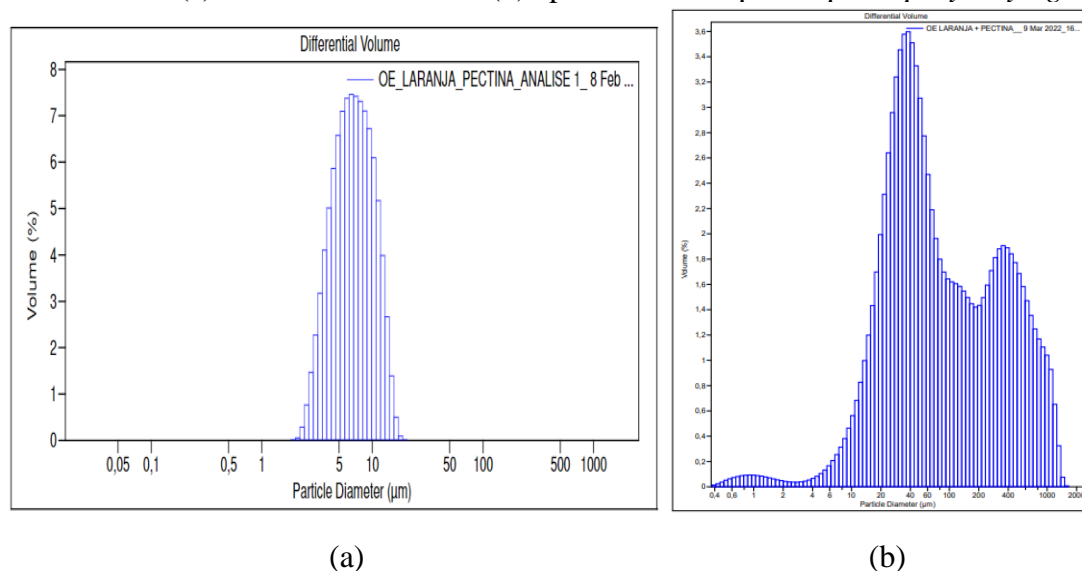 Differential Volume
OE_LARANJA_PECTINA_ANALISE 1_ 8 Feb ...
8
7
6
5
4
3
2
1
0
Volume (%)
0,05 0,1 0,5 1 5 10 50 100 500 1000
Particle Diameter (µm)
(a)
Differential Volume
OE LARANJA + PECTINA__ 9 Mar 2022_16...
3,6
3,4
3,2
3
2,8
2,6
2,4
2,2
2
1,8
1,6
1,4
1,2
1
0,8
0,6
0,4
0,2
0
Volume (%)
0,4 0,6 1 2 4 6 10 20 40 60 100 200 400 1000 2000
Particle Diameter (µm)
(b)